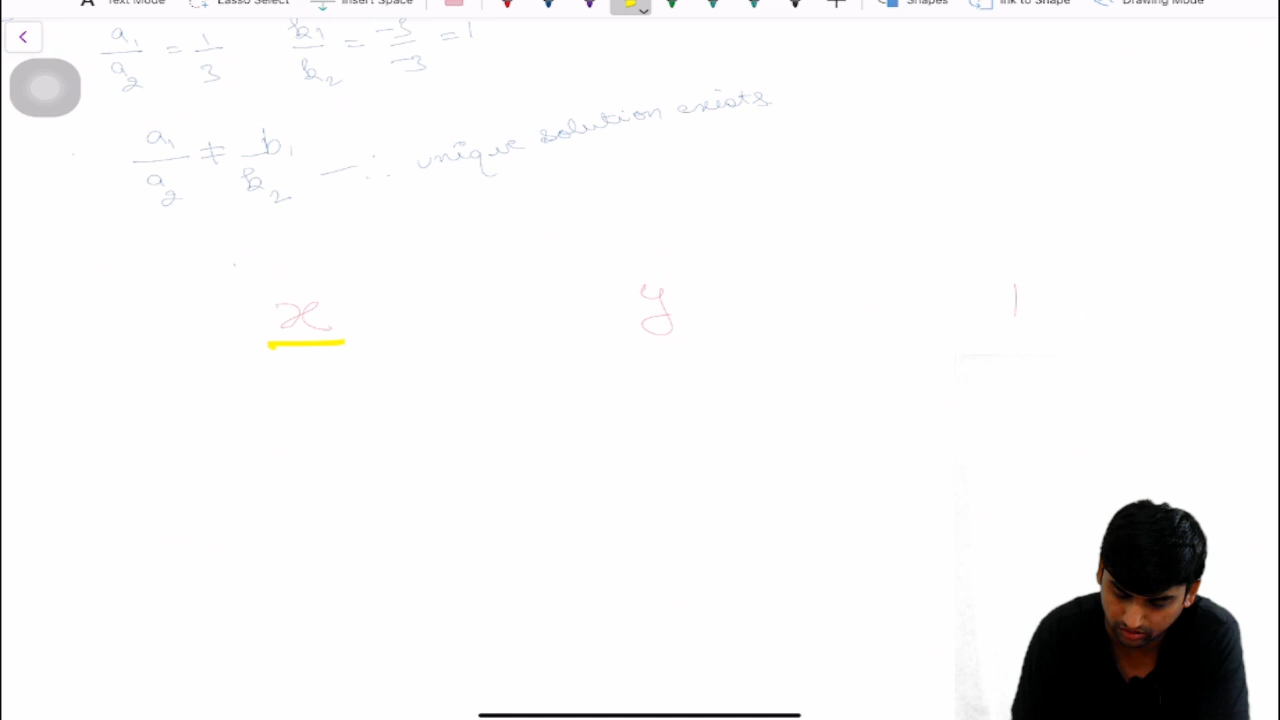 Text Mode Lasso Select Insert Space Shapes Ink to Shape Drawing Mode
a₁/a₂ = 1/3 b₁/b₂ = -3/-3 = 1
a₁/a₂ ≠ b₁/b₂ — ∴ unique solution exists
x y 1